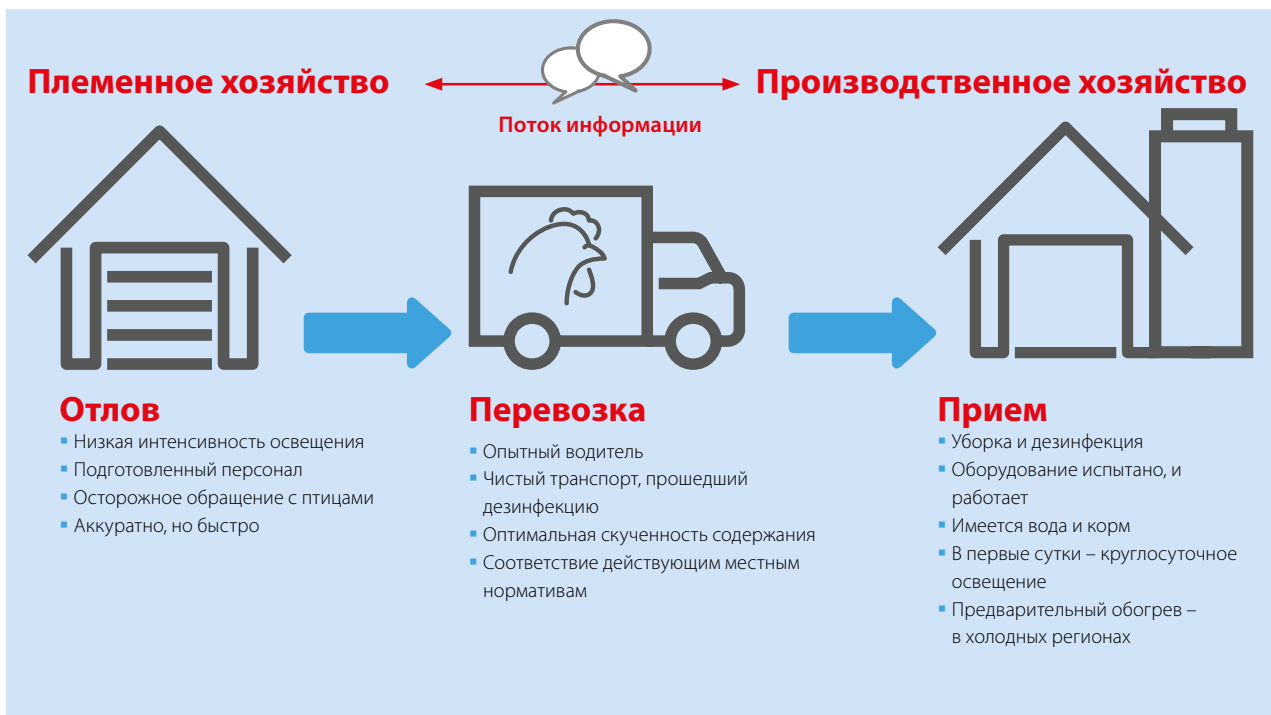 Племенное хозяйство
Производственное хозяйство
Поток информации
Отлов
▪ Низкая интенсивность освещения
▪ Подготовленный персонал
▪ Осторожное обращение с птицами
▪ Аккуратно, но быстро
Перевозка
▪ Опытный водитель
▪ Чистый транспорт, прошедший
дезинфекцию
▪ Оптимальная скученность содержания
▪ Соответствие действующим местным
нормативам
Прием
▪ Уборка и дезинфекция
▪ Оборудование испытано, и
работает
▪ Имеется вода и корм
▪ В первые сутки – круглосуточное
освещение
▪ Предварительный обогрев –
в холодных регионах